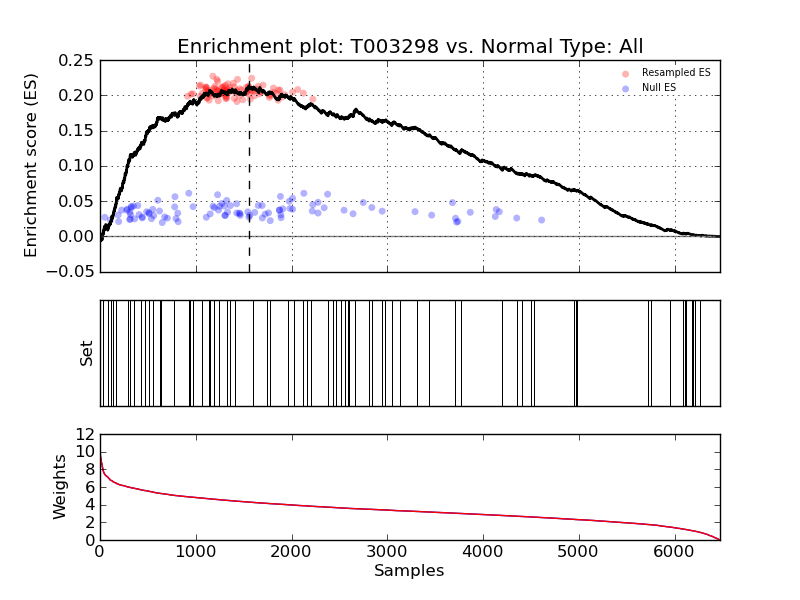 Enrichment plot: T003298 vs. Normal Type: All
Enrichment score (ES)
0.25
0.20
0.15
0.10
0.05
0.00
−0.05
Resampled ES
Null ES
Set
Weights
12
10
8
6
4
2
0
0 1000 2000 3000 4000 5000 6000
Samples